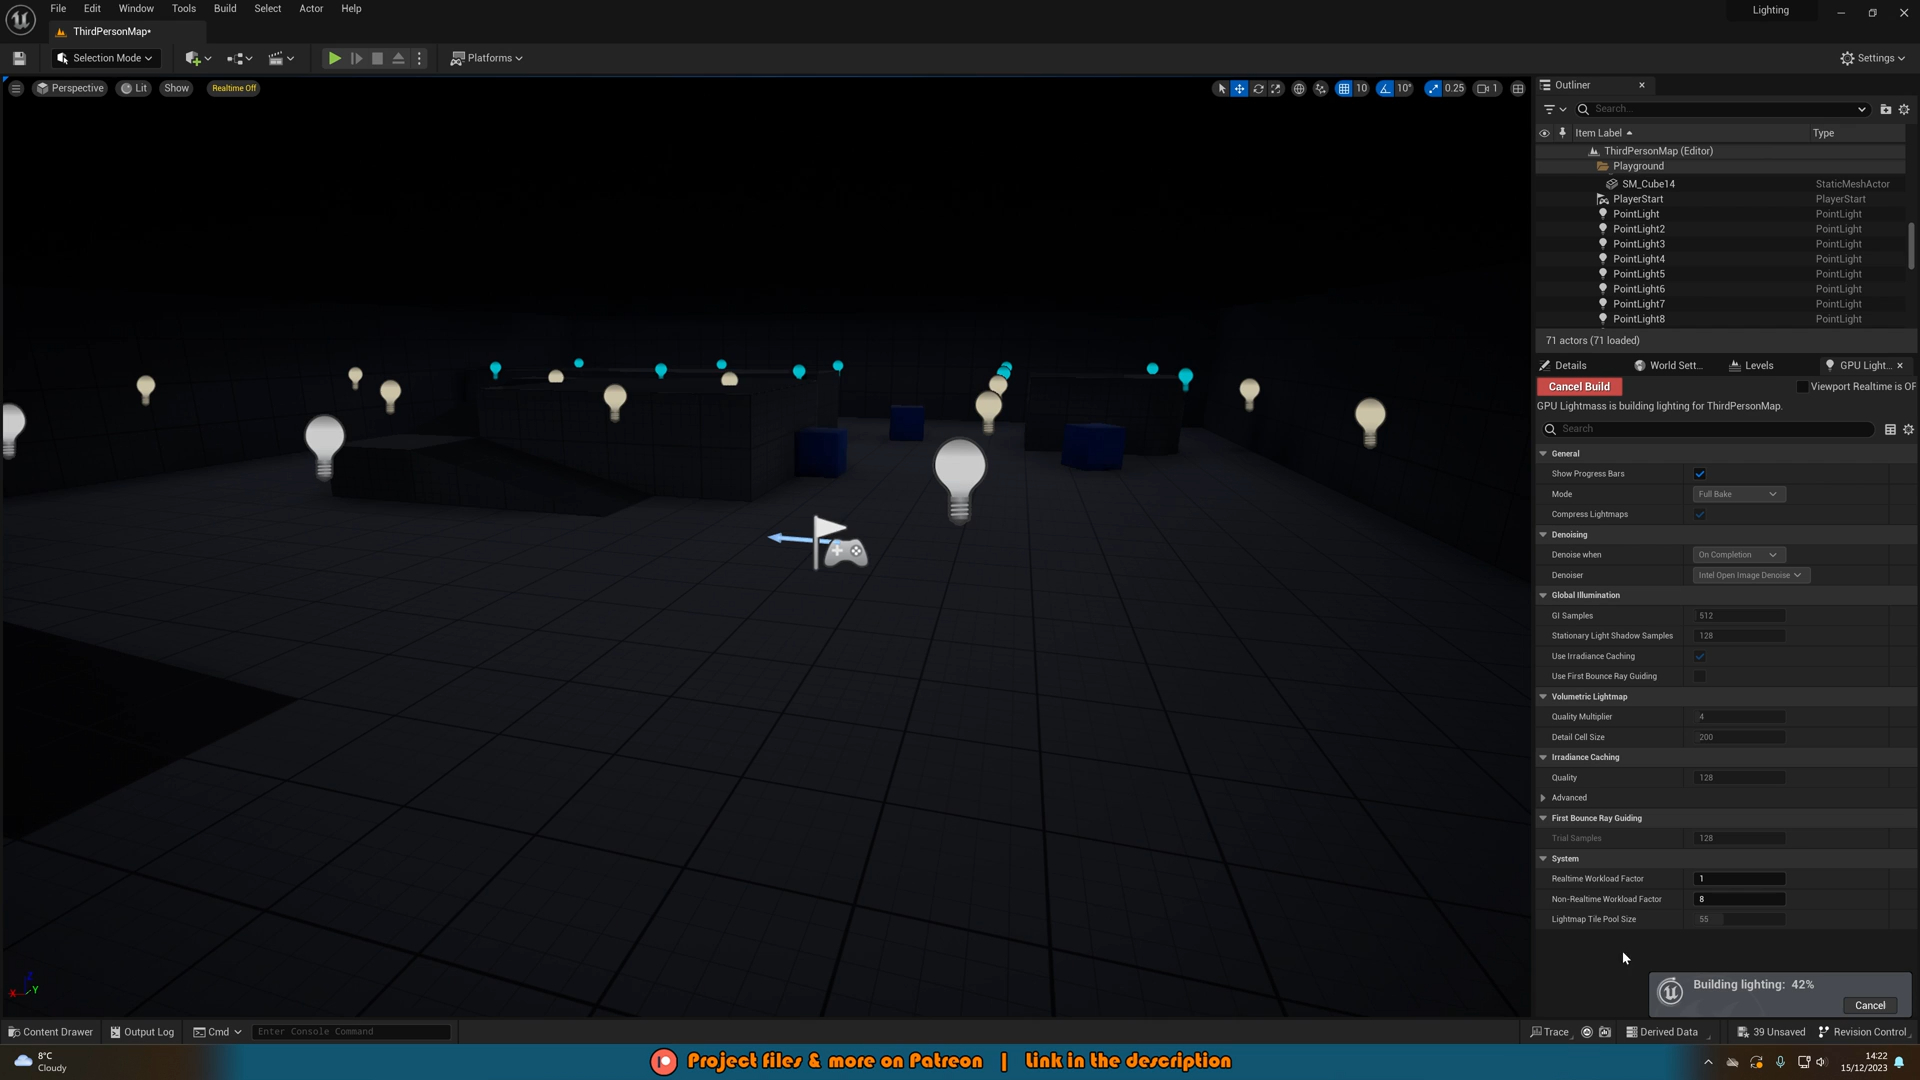 File Edit Window Tools Build Select Actor Help
Lighting
ThirdPersonMap*
Selection Mode
Platforms
Settings
Perspective Lit Show Realtime Off
10 10° 0.25 1
Outliner
Search...
Item Label Type
ThirdPersonMap (Editor)
Playground
SM_Cube14 StaticMeshActor
PlayerStart PlayerStart
PointLight PointLight
PointLight2 PointLight
PointLight3 PointLight
PointLight4 PointLight
PointLight5 PointLight
PointLight6 PointLight
PointLight7 PointLight
PointLight8 PointLight
71 actors (71 loaded)
Details World Sett... Levels GPU Light...
Cancel Build Viewport Realtime is OF
GPU Lightmass is building lighting for ThirdPersonMap.
Search
General
Show Progress Bars
Mode Full Bake
Compress Lightmaps
Denoising
Denoise when On Completion
Denoiser Intel Open Image Denoise
Global Illumination
GI Samples 512
Stationary Light Shadow Samples 128
Use Irradiance Caching
Use First Bounce Ray Guiding
Volumetric Lightmap
Quality Multiplier 4
Detail Cell Size 200
Irradiance Caching
Quality 128
Advanced
First Bounce Ray Guiding
Trial Samples 128
System
Realtime Workload Factor 1
Non-Realtime Workload Factor 8
Lightmap Tile Pool Size 55
Building lighting: 42%
Cancel
Z
X Y
Content Drawer Output Log Cmd Enter Console Command
Trace Derived Data 39 Unsaved Revision Control
8°C
Cloudy
Project files & more on Patreon | Link in the description
14:22
15/12/2023